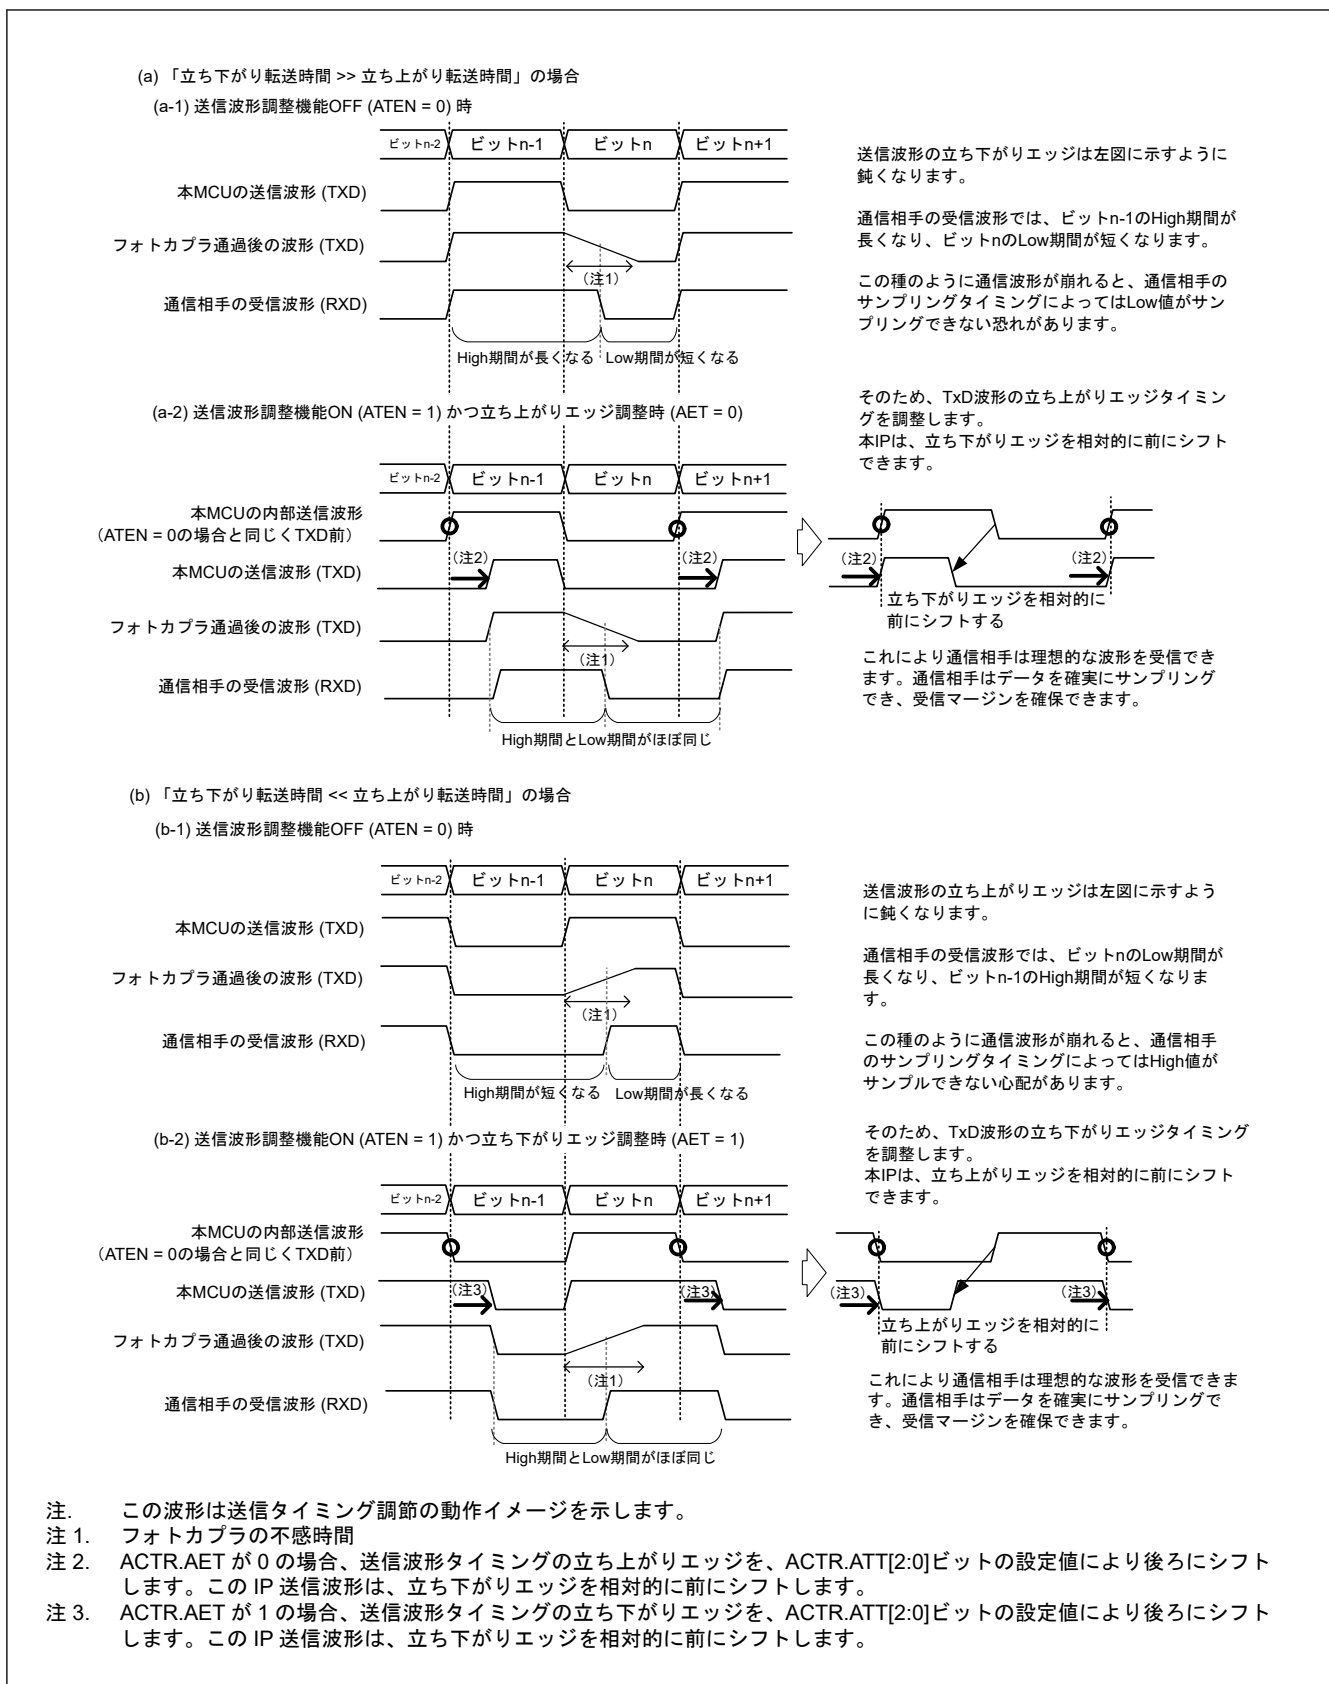 (a) 「立ち下がり転送時間 >> 立ち上がり転送時間」の場合
(a-1) 送信波形調整機能OFF (ATEN = 0) 時
ビットn-2 ビットn-1 ビットn ビットn+1
本MCUの送信波形 (TXD)
フォトカプラ通過後の波形 (TXD)
(注1)
通信相手の受信波形 (RXD)
High期間が長くなる Low期間が短くなる
送信波形の立ち下がりエッジは左図に示すように
鈍くなります。
通信相手の受信波形では、ビットn-1のHigh期間が
長くなり、ビットnのLow期間が短くなります。
この種のように通信波形が崩れると、通信相手の
サンプリングタイミングによってはLow値がサン
プリングできない恐れがあります。
(a-2) 送信波形調整機能ON (ATEN = 1) かつ立ち上がりエッジ調整時 (AET = 0)
ビットn-2 ビットn-1 ビットn ビットn+1
本MCUの内部送信波形
(ATEN = 0の場合と同じくTXD前)
(注2) (注2)
本MCUの送信波形 (TXD)
フォトカプラ通過後の波形 (TXD)
(注1)
通信相手の受信波形 (RXD)
High期間とLow期間がほぼ同じ
そのため、TxD波形の立ち上がりエッジタイミン
グを調整します。
本IPは、立ち下がりエッジを相対的に前にシフト
できます。
(注2) (注2)
立ち下がりエッジを相対的に
前にシフトする
これにより通信相手は理想的な波形を受信でき
ます。通信相手はデータを確実にサンプリング
でき、受信マージンを確保できます。
(b) 「立ち下がり転送時間 << 立ち上がり転送時間」の場合
(b-1) 送信波形調整機能OFF (ATEN = 0) 時
ビットn-2 ビットn-1 ビットn ビットn+1
本MCUの送信波形 (TXD)
フォトカプラ通過後の波形 (TXD)
(注1)
通信相手の受信波形 (RXD)
High期間が短くなる Low期間が長くなる
送信波形の立ち上がりエッジは左図に示すよう
に鈍くなります。
通信相手の受信波形では、ビットnのLow期間が
長くなり、ビットn-1のHigh期間が短くなりま
す。
この種のように通信波形が崩れると、通信相手
のサンプリングタイミングによってはHigh値が
サンプルできない心配があります。
(b-2) 送信波形調整機能ON (ATEN = 1) かつ立ち下がりエッジ調整時 (AET = 1)
ビットn-2 ビットn-1 ビットn ビットn+1
本MCUの内部送信波形
(ATEN = 0の場合と同じくTXD前)
(注3) (注3)
本MCUの送信波形 (TXD)
フォトカプラ通過後の波形 (TXD)
(注1)
通信相手の受信波形 (RXD)
High期間とLow期間がほぼ同じ
そのため、TxD波形の立ち下がりエッジタイミング
を調整します。
本IPは、立ち上がりエッジを相対的に前にシフト
できます。
(注3) (注3)
立ち上がりエッジを相対的に
前にシフトする
これにより通信相手は理想的な波形を受信できま
す。通信相手はデータを確実にサンプリングで
き、受信マージンを確保できます。
注. この波形は送信タイミング調節の動作イメージを示します。
注 1. フォトカプラの不感時間
注 2. ACTR.AET が 0 の場合、送信波形タイミングの立ち上がりエッジを、ACTR.ATT[2:0]ビットの設定値により後ろにシフト
します。この IP 送信波形は、立ち下がりエッジを相対的に前にシフトします。
注 3. ACTR.AET が 1 の場合、送信波形タイミングの立ち下がりエッジを、ACTR.ATT[2:0]ビットの設定値により後ろにシフト
します。この IP 送信波形は、立ち下がりエッジを相対的に前にシフトします。